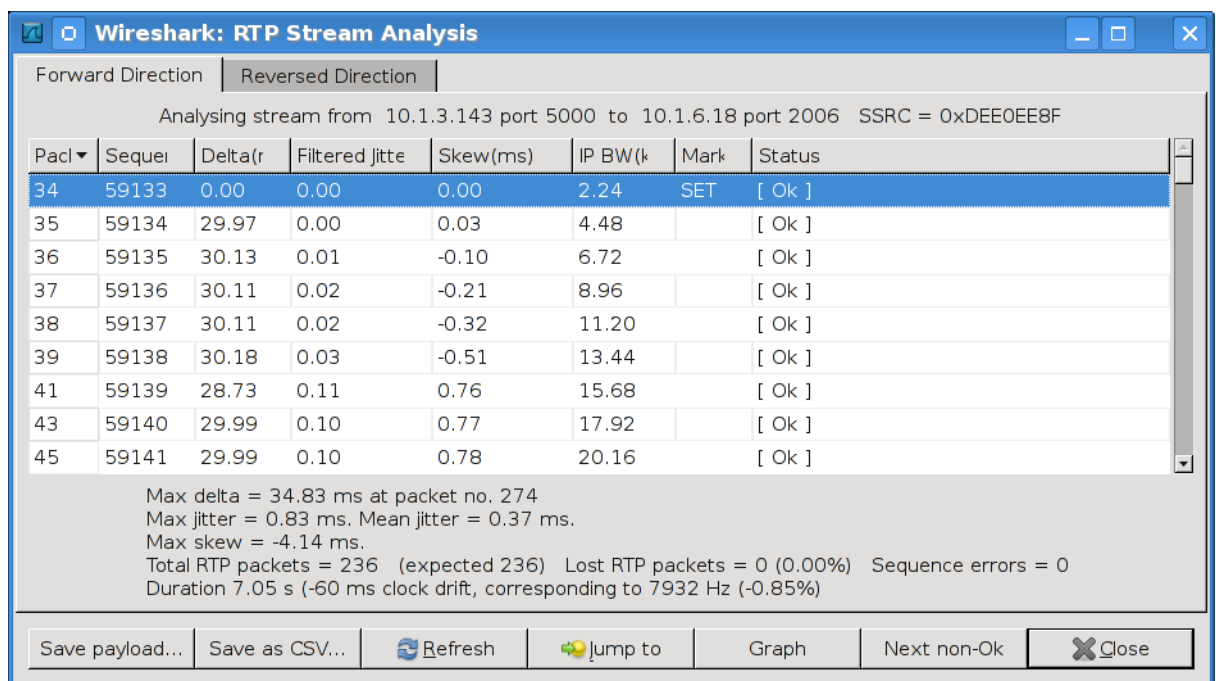 Wireshark: RTP Stream Analysis
Forward Direction Reversed Direction
Analysing stream from 10.1.3.143 port 5000 to 10.1.6.18 port 2006 SSRC = 0xDEE0EE8F
Pacl Sequer Delta(r Filtered Jitte Skew(ms) IP BW(k Mark Status
34 59133 0.00 0.00 0.00 2.24 SET [ Ok ]
35 59134 29.97 0.00 0.03 4.48 [ Ok ]
36 59135 30.13 0.01 -0.10 6.72 [ Ok ]
37 59136 30.11 0.02 -0.21 8.96 [ Ok ]
38 59137 30.11 0.02 -0.32 11.20 [ Ok ]
39 59138 30.18 0.03 -0.51 13.44 [ Ok ]
41 59139 28.73 0.11 0.76 15.68 [ Ok ]
43 59140 29.99 0.10 0.77 17.92 [ Ok ]
45 59141 29.99 0.10 0.78 20.16 [ Ok ]
Max delta = 34.83 ms at packet no. 274
Max jitter = 0.83 ms. Mean jitter = 0.37 ms.
Max skew = -4.14 ms.
Total RTP packets = 236 (expected 236) Lost RTP packets = 0 (0.00%) Sequence errors = 0
Duration 7.05 s (-60 ms clock drift, corresponding to 7932 Hz (-0.85%)
Save payload... Save as CSV... Refresh Jump to Graph Next non-Ok Close